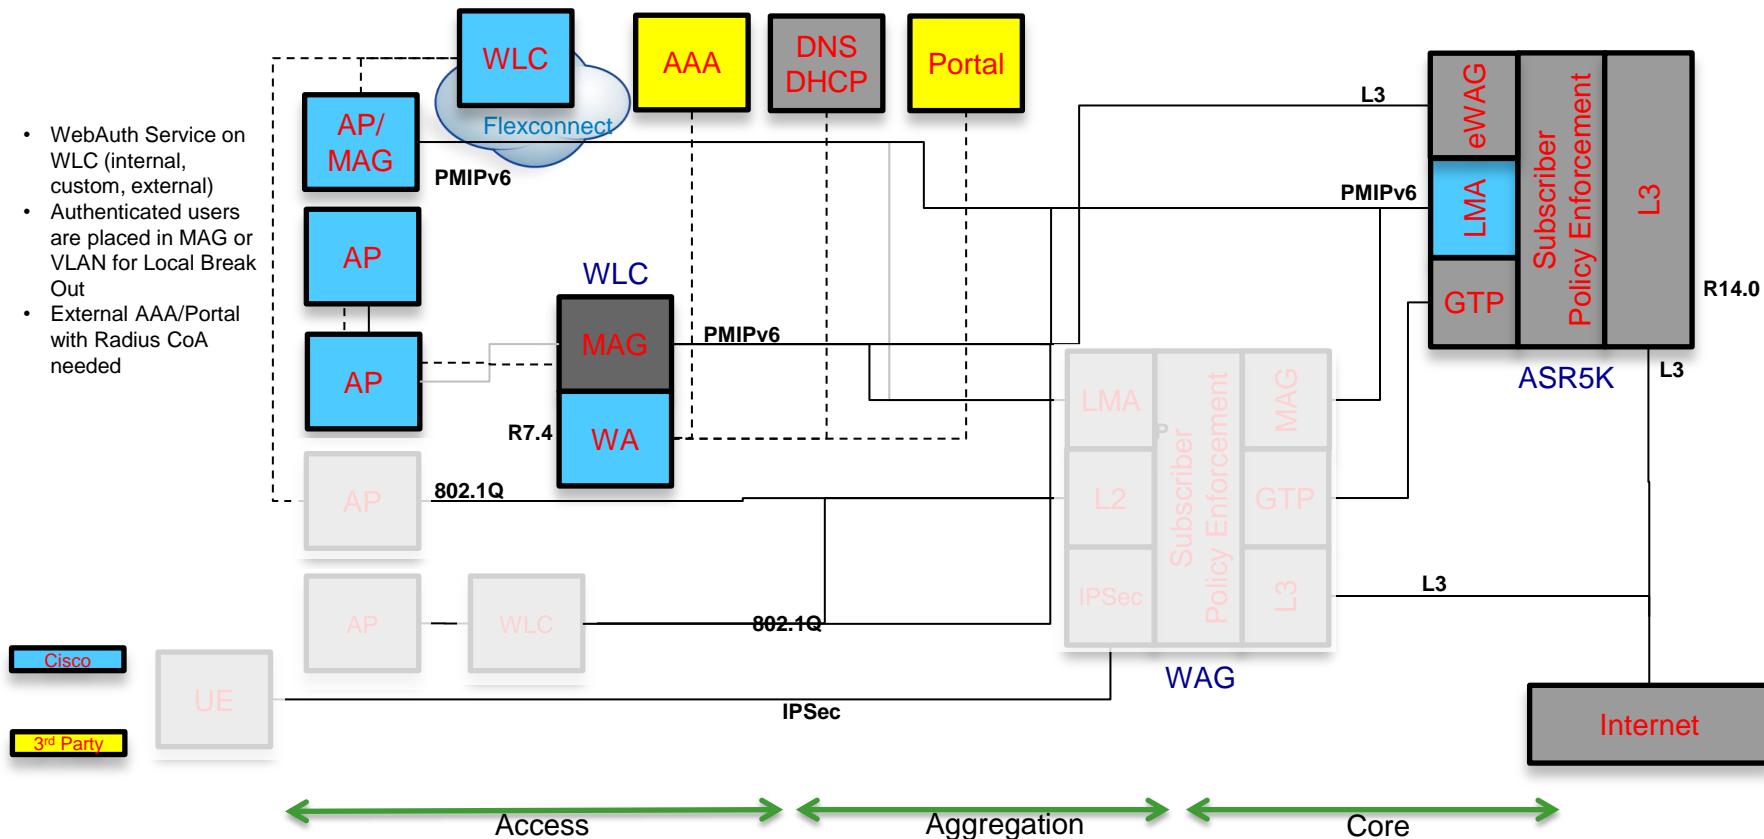 WLC
AAA
DNS
DHCP
Portal
Flexconnect
AP/
MAG
PMIPv6
• WebAuth Service on
WLC (internal,
custom, external)
• Authenticated users
are placed in MAG or
VLAN for Local Break
Out
• External AAA/Portal
with Radius CoA
needed
AP
AP
WLC
MAG
WA
R7.4
PMIPv6
L3
PMIPv6
eWAG
LMA
GTP
Subscriber
Policy Enforcement
L3
R14.0
ASR5K
L3
AP
802.1Q
AP
WLC
802.1Q
LMA
L2
IPSec
P
Subscriber
Policy Enforcement
MAG
GTP
L3
WAG
L3
Cisco
3rd Party
UE
IPSec
Internet
Access
Aggregation
Core